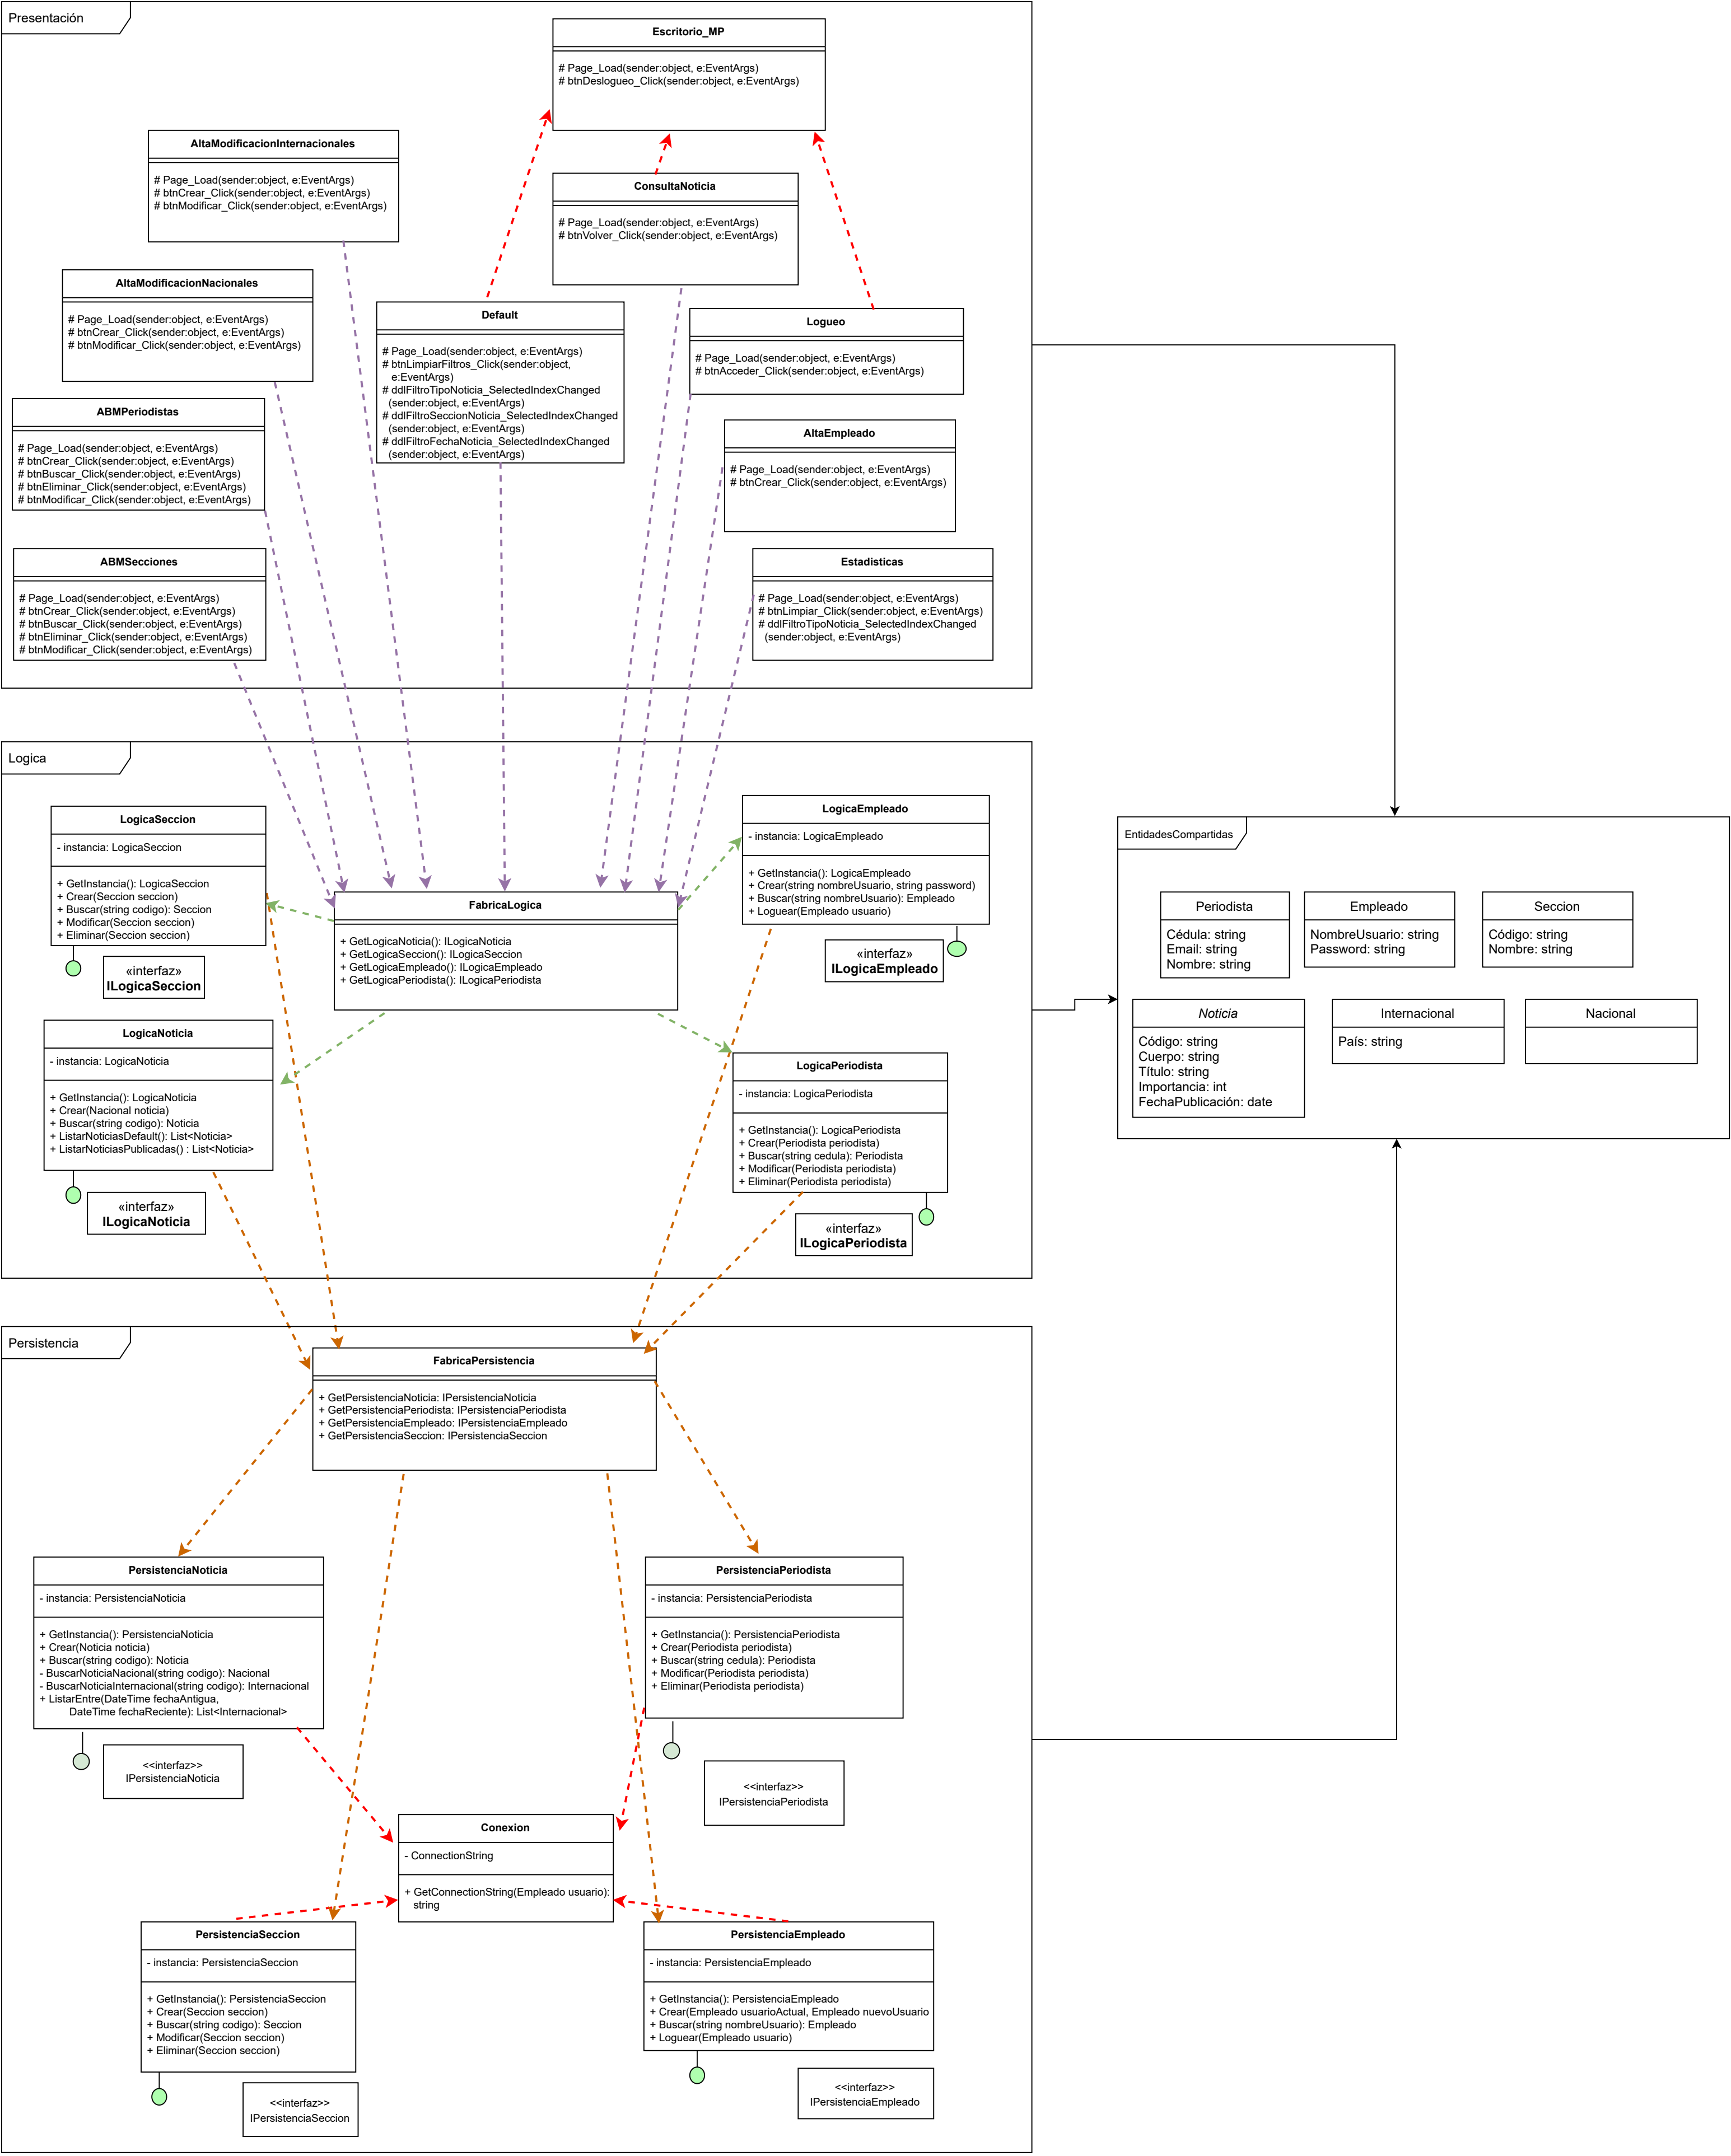 Presentación
Escritorio_MP
# Page_Load(sender:object, e:EventArgs)
# btnDeslogueo_Click(sender:object, e:EventArgs)
AltaModificacionInternacionales
# Page_Load(sender:object, e:EventArgs)
# btnCrear_Click(sender:object, e:EventArgs)
# btnModificar_Click(sender:object, e:EventArgs)
ConsultaNoticia
# Page_Load(sender:object, e:EventArgs)
# btnVolver_Click(sender:object, e:EventArgs)
AltaModificacionNacionales
# Page_Load(sender:object, e:EventArgs)
# btnCrear_Click(sender:object, e:EventArgs)
# btnModificar_Click(sender:object, e:EventArgs)
Default
# Page_Load(sender:object, e:EventArgs)
# btnLimpiarFiltros_Click(sender:object,
e:EventArgs)
# ddlFiltroTipoNoticia_SelectedIndexChanged
(sender:object, e:EventArgs)
# ddlFiltroSeccionNoticia_SelectedIndexChanged
(sender:object, e:EventArgs)
# ddlFiltroFechaNoticia_SelectedIndexChanged
(sender:object, e:EventArgs)
Logueo
# Page_Load(sender:object, e:EventArgs)
# btnAcceder_Click(sender:object, e:EventArgs)
ABMPeriodistas
# Page_Load(sender:object, e:EventArgs)
# btnCrear_Click(sender:object, e:EventArgs)
# btnBuscar_Click(sender:object, e:EventArgs)
# btnEliminar_Click(sender:object, e:EventArgs)
# btnModificar_Click(sender:object, e:EventArgs)
AltaEmpleado
# Page_Load(sender:object, e:EventArgs)
# btnCrear_Click(sender:object, e:EventArgs)
ABMSecciones
# Page_Load(sender:object, e:EventArgs)
# btnCrear_Click(sender:object, e:EventArgs)
# btnBuscar_Click(sender:object, e:EventArgs)
# btnEliminar_Click(sender:object, e:EventArgs)
# btnModificar_Click(sender:object, e:EventArgs)
Estadisticas
# Page_Load(sender:object, e:EventArgs)
# btnLimpiar_Click(sender:object, e:EventArgs)
# ddlFiltroTipoNoticia_SelectedIndexChanged
(sender:object, e:EventArgs)
Logica
LogicaSeccion
- instancia: LogicaSeccion
+ GetInstancia(): LogicaSeccion
+ Crear(Seccion seccion)
+ Buscar(string codigo): Seccion
+ Modificar(Seccion seccion)
+ Eliminar(Seccion seccion)
«interfaz»
ILogicaSeccion
FabricaLogica
+ GetLogicaNoticia(): ILogicaNoticia
+ GetLogicaSeccion(): ILogicaSeccion
+ GetLogicaEmpleado(): ILogicaEmpleado
+ GetLogicaPeriodista(): ILogicaPeriodista
LogicaEmpleado
- instancia: LogicaEmpleado
+ GetInstancia(): LogicaEmpleado
+ Crear(string nombreUsuario, string password)
+ Buscar(string nombreUsuario): Empleado
+ Loguear(Empleado usuario)
«interfaz»
ILogicaEmpleado
LogicaNoticia
- instancia: LogicaNoticia
+ GetInstancia(): LogicaNoticia
+ Crear(Nacional noticia)
+ Buscar(string codigo): Noticia
+ ListarNoticiasDefault(): List<Noticia>
+ ListarNoticiasPublicadas() : List<Noticia>
«interfaz»
ILogicaNoticia
LogicaPeriodista
- instancia: LogicaPeriodista
+ GetInstancia(): LogicaPeriodista
+ Crear(Periodista periodista)
+ Buscar(string cedula): Periodista
+ Modificar(Periodista periodista)
+ Eliminar(Periodista periodista)
«interfaz»
ILogicaPeriodista
EntidadesCompartidas
Periodista
Cédula: string
Email: string
Nombre: string
Empleado
NombreUsuario: string
Password: string
Seccion
Código: string
Nombre: string
Noticia
Código: string
Cuerpo: string
Título: string
Importancia: int
FechaPublicación: date
Internacional
País: string
Nacional
Persistencia
FabricaPersistencia
+ GetPersistenciaNoticia: IPersistenciaNoticia
+ GetPersistenciaPeriodista: IPersistenciaPeriodista
+ GetPersistenciaEmpleado: IPersistenciaEmpleado
+ GetPersistenciaSeccion: IPersistenciaSeccion
PersistenciaNoticia
- instancia: PersistenciaNoticia
+ GetInstancia(): PersistenciaNoticia
+ Crear(Noticia noticia)
+ Buscar(string codigo): Noticia
- BuscarNoticiaNacional(string codigo): Nacional
- BuscarNoticiaInternacional(string codigo): Internacional
+ ListarEntre(DateTime fechaAntigua,
DateTime fechaReciente): List<Internacional>
<<interfaz>>
IPersistenciaNoticia
PersistenciaPeriodista
- instancia: PersistenciaPeriodista
+ GetInstancia(): PersistenciaPeriodista
+ Crear(Periodista periodista)
+ Buscar(string cedula): Periodista
+ Modificar(Periodista periodista)
+ Eliminar(Periodista periodista)
<<interfaz>>
IPersistenciaPeriodista
Conexion
- ConnectionString
+ GetConnectionString(Empleado usuario):
string
PersistenciaSeccion
- instancia: PersistenciaSeccion
+ GetInstancia(): PersistenciaSeccion
+ Crear(Seccion seccion)
+ Buscar(string codigo): Seccion
+ Modificar(Seccion seccion)
+ Eliminar(Seccion seccion)
<<interfaz>>
IPersistenciaSeccion
PersistenciaEmpleado
- instancia: PersistenciaEmpleado
+ GetInstancia(): PersistenciaEmpleado
+ Crear(Empleado usuarioActual, Empleado nuevoUsuario
+ Buscar(string nombreUsuario): Empleado
+ Loguear(Empleado usuario)
<<interfaz>>
IPersistenciaEmpleado